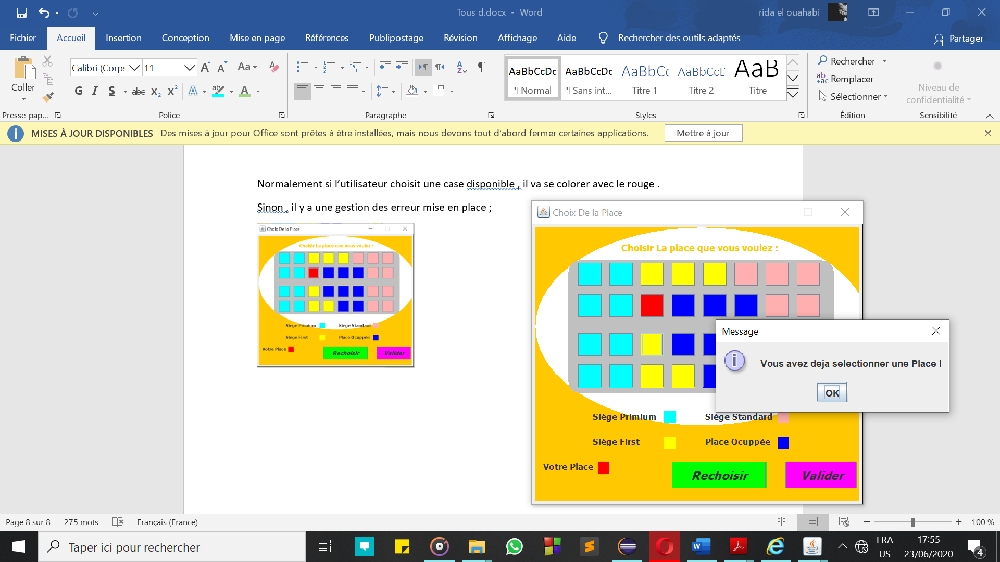 Tous d.docx - Word
rida el ouahabi
Fichier
Accueil
Insertion
Conception
Mise en page
Références
Publipostage
Révision
Affichage
Aide
Rechercher des outils adaptés
Partager
Coller
Calibri (Corps
11
Aa
G I S abc x₂ x²
AaBbCcDc
¶ Normal
AaBbCcDc
¶ Sans int...
AaBbCc
Titre 1
AaBbCcD
Titre 2
AaB
Titre
Rechercher
Remplacer
Sélectionner
Niveau de
confidentialité
Presse-pap...
Police
Paragraphe
Styles
Édition
Sensibilité
MISES À JOUR DISPONIBLES Des mises à jour pour Office sont prêtes à être installées, mais nous devons tout d’abord fermer certaines applications.
Mettre à jour
Normalement si l’utilisateur choisit une case disponible , il va se colorer avec le rouge .
Sinon , il y a une gestion des erreur mise en place ;
Choix De la Place
Choisir La place que vous voulez :
Siège Primium
Siège Standard
Siège First
Place Ocuppée
Votre Place
Rechoisir
Valider
Choix De la Place
Choisir La place que vous voulez :
Message
Vous avez deja selectionner une Place !
OK
Siège Primium
Siège Standard
Siège First
Place Ocuppée
Votre Place
Rechoisir
Valider
Page 8 sur 8
275 mots
Français (France)
100 %
Taper ici pour rechercher
FRA
US
17:55
23/06/2020
4